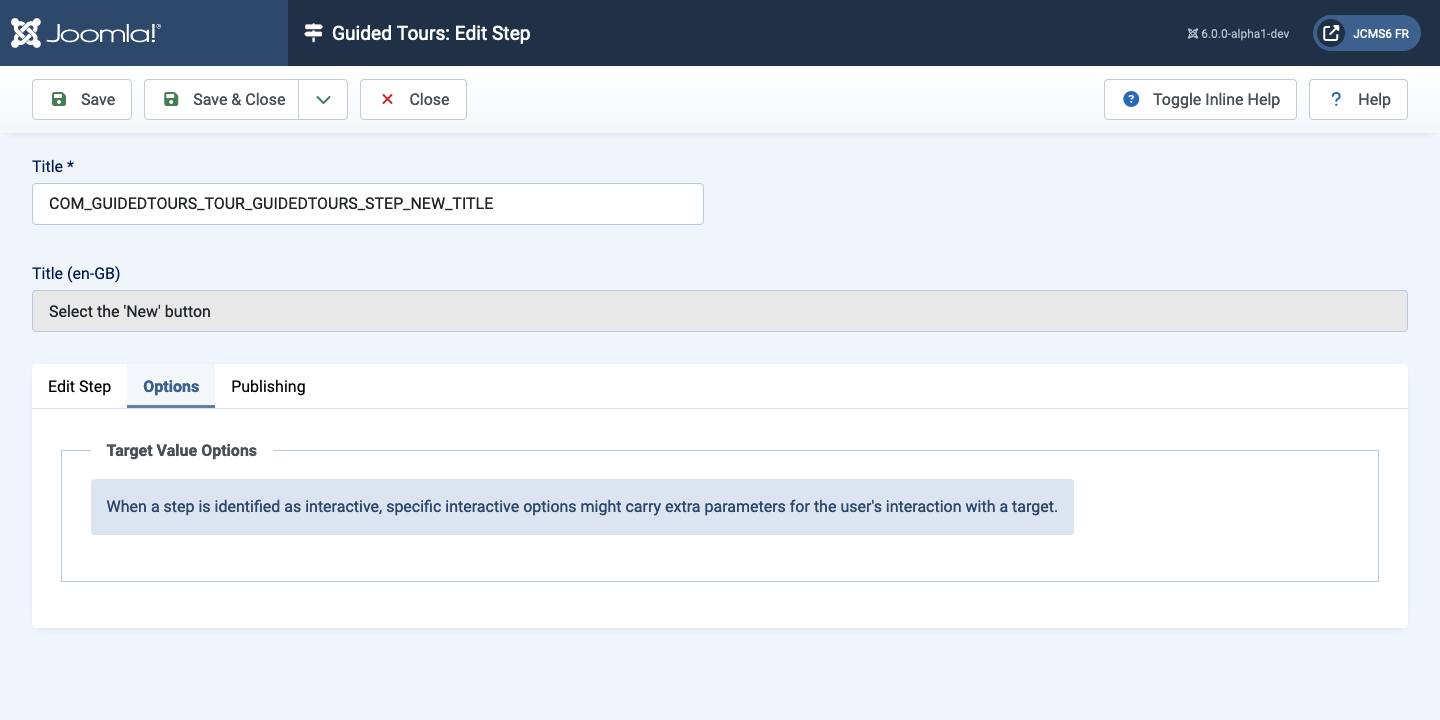 Joomla!®
Guided Tours: Edit Step
6.0.0-alpha1-dev
JCMS6 FR
Save
Save & Close
Close
Toggle Inline Help
? Help
Title *
COM_GUIDEDTOURS_TOUR_GUIDEDTOURS_STEP_NEW_TITLE
Title (en-GB)
Select the 'New' button
Edit Step
Options
Publishing
Target Value Options
When a step is identified as interactive, specific interactive options might carry extra parameters for the user's interaction with a target.